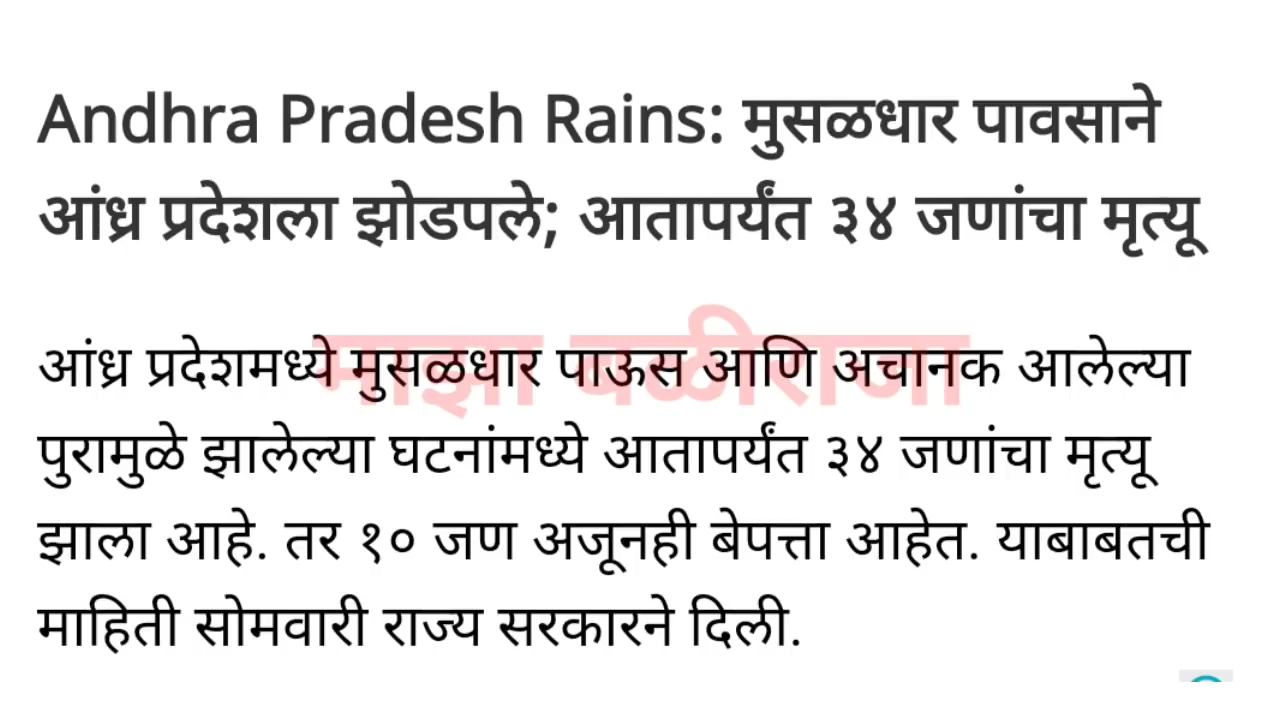 Andhra Pradesh Rains: मुसळधार पावसाने
आंध्र प्रदेशला झोडपले; आतापर्यंत ३४ जणांचा मृत्यू
माझा बळीराजा
आंध्र प्रदेशमध्ये मुसळधार पाऊस आणि अचानक आलेल्या
पुरामुळे झालेल्या घटनांमध्ये आतापर्यंत ३४ जणांचा मृत्यू
झाला आहे. तर १० जण अजूनही बेपत्ता आहेत. याबाबतची
माहिती सोमवारी राज्य सरकारने दिली.